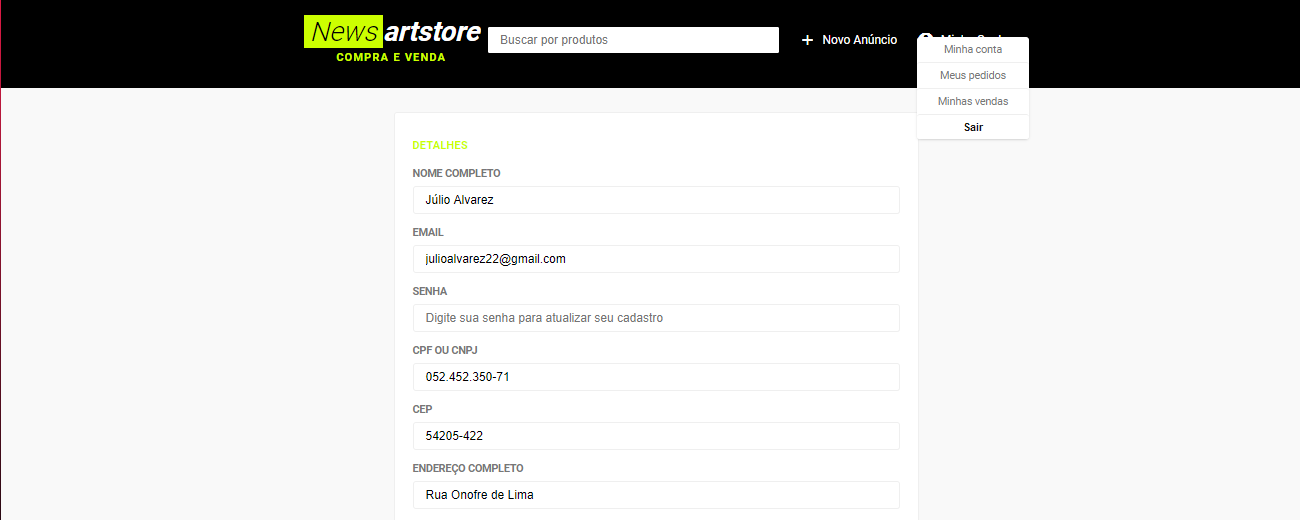 News artstore
COMPRA E VENDA
Buscar por produtos
+ Novo Anúncio
Minha conta
Meus pedidos
Minhas vendas
Sair
DETALHES
NOME COMPLETO
Júlio Alvarez
EMAIL
julioalvarez22@gmail.com
SENHA
Digite sua senha para atualizar seu cadastro
CPF OU CNPJ
052.452.350-71
CEP
54205-422
ENDEREÇO COMPLETO
Rua Onofre de Lima